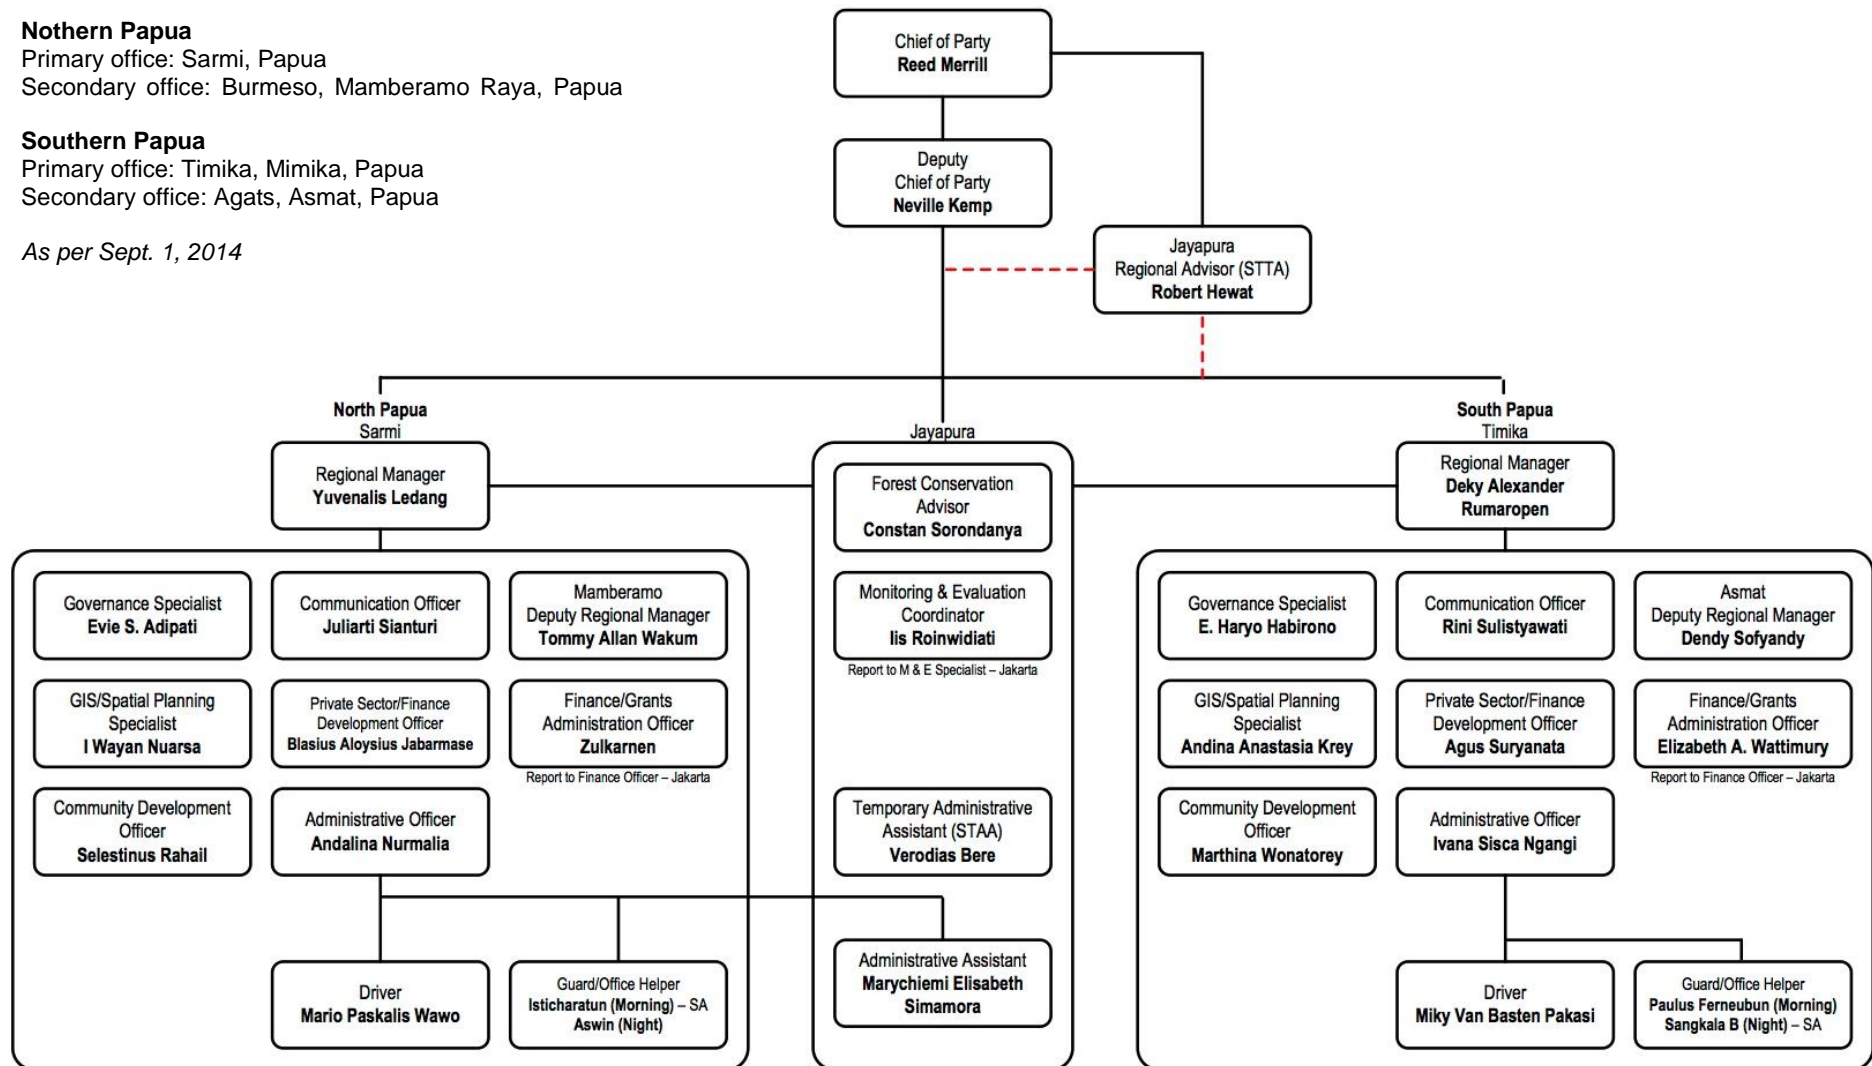 Nothern Papua
Primary office: Sarmi, Papua
Secondary office: Burmeso, Mamberamo Raya, Papua
Southern Papua
Primary office: Timika, Mimika, Papua
Secondary office: Agats, Asmat, Papua
As per Sept. 1, 2014
Chief of Party
Reed Merrill
Deputy
Chief of Party
Neville Kemp
Jayapura
Regional Advisor (STTA)
Robert Hewat
North Papua
Sarmi
Regional Manager
Yuvenalis Ledang
Governance Specialist
Evie S. Adipati
Communication Officer
Juliarti Sianturi
Mamberamo
Deputy Regional Manager
Tommy Allan Wakum
GIS/Spatial Planning
Specialist
I Wayan Nuarsa
Private Sector/Finance
Development Officer
Blasius Aloysius Jabarmase
Finance/Grants
Administration Officer
Zulkarnen
Report to Finance Officer – Jakarta
Community Development
Officer
Selestinus Rahail
Administrative Officer
Andalina Nurmalia
Driver
Mario Paskalis Wawo
Guard/Office Helper
Isticharatun (Morning) – SA
Aswin (Night)
Jayapura
Forest Conservation
Advisor
Constan Sorondanya
Monitoring & Evaluation
Coordinator
Iis Roinwidiati
Report to M & E Specialist – Jakarta
Temporary Administrative
Assistant (STAA)
Verodias Bere
Administrative Assistant
Marychiemi Elisabeth
Simamora
South Papua
Timika
Regional Manager
Deky Alexander
Rumaropen
Governance Specialist
E. Haryo Habirono
Communication Officer
Rini Sulistyawati
Asmat
Deputy Regional Manager
Dendy Sofyandy
GIS/Spatial Planning
Specialist
Andina Anastasia Krey
Private Sector/Finance
Development Officer
Agus Suryanata
Finance/Grants
Administration Officer
Elizabeth A. Wattimury
Report to Finance Officer – Jakarta
Community Development
Officer
Marthina Wonatorey
Administrative Officer
Ivana Sisca Ngangi
Driver
Miky Van Basten Pakasi
Guard/Office Helper
Paulus Ferneubun (Morning)
Sangkala B (Night) – SA